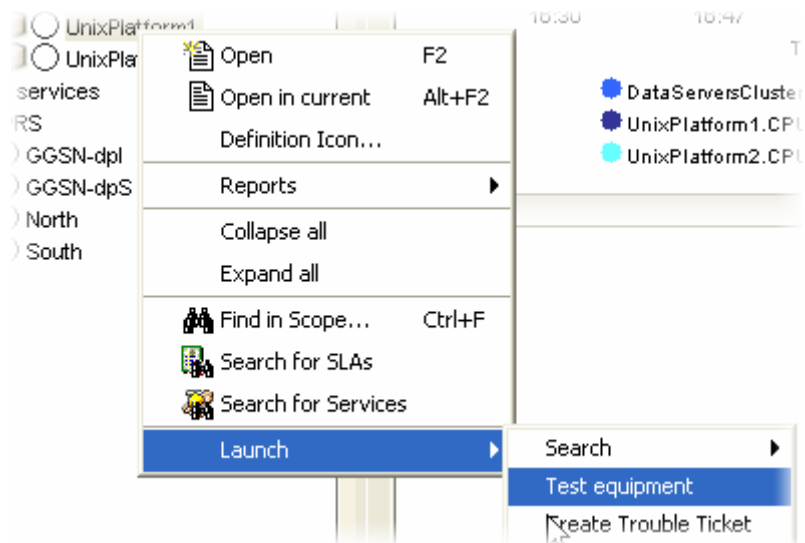 UnixPlatform1
16:30 16:47
UnixPla
services
RS
GGSN-dpl
GGSN-dpS
North
South
Open F2
Open in current Alt+F2
Definition Icon...
Reports
Collapse all
Expand all
Find in Scope... Ctrl+F
Search for SLAs
Search for Services
Launch
T
DataServersCluste
UnixPlatform1.CPU
UnixPlatform2.CPU
Search
Test equipment
Create Trouble Ticket